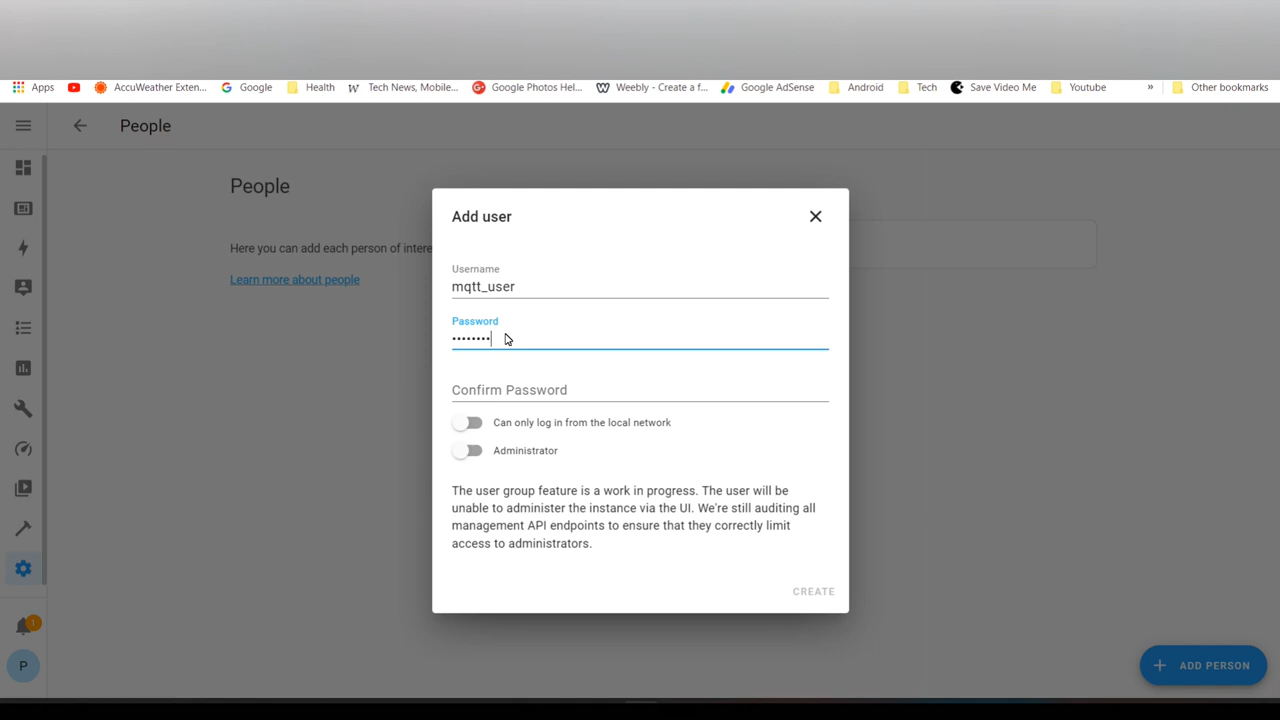 Apps AccuWeather Exten... Google Health Tech News, Mobile... Google Photos Hel... Weebly - Create a f... Google AdSense Android Tech Save Video Me Youtube » Other bookmarks
People
People
Here you can add each person of intere
Learn more about people
Add user
Username
mqtt_user
Password
••••••••
Confirm Password
Can only log in from the local network
Administrator
The user group feature is a work in progress. The user will be
unable to administer the instance via the UI. We're still auditing all
management API endpoints to ensure that they correctly limit
access to administrators.
CREATE
1
P
ADD PERSON